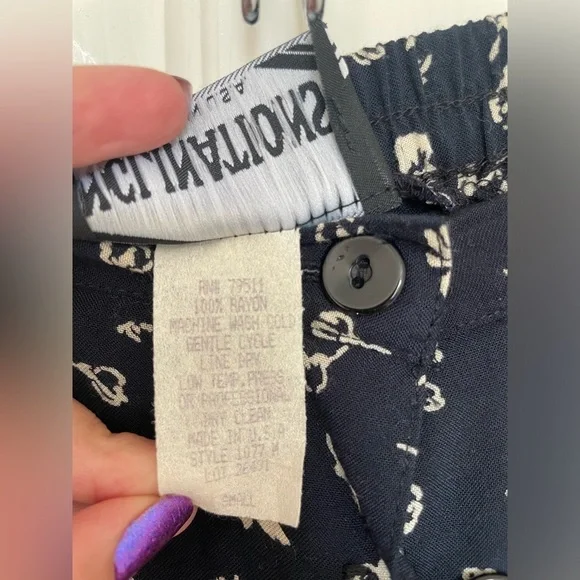 U.S.A
INCLINATIONS
RN# 79511
100% RAYON
MACHINE WASH COLD
GENTLE CYCLE
LINE DRY
LOW TEMP. PRESS
OR PROFESSIONAL
DRY CLEAN
MADE IN U.S.A
STYLE 1077 M
LOT
SMALL